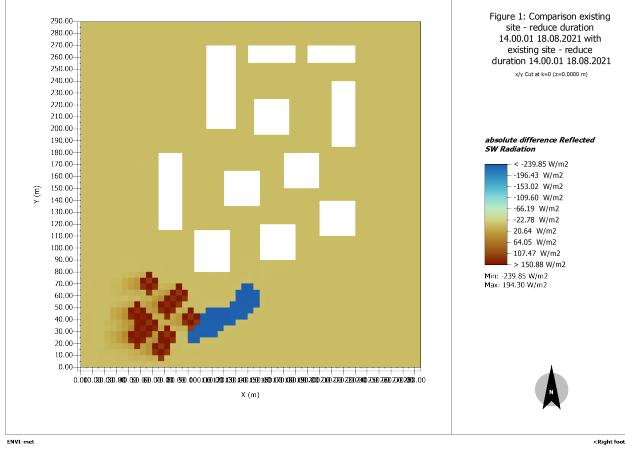 Figure 1: Comparison existing
site - reduce duration
14.00.01 18.08.2021 with
existing site - reduce
duration 14.00.01 18.08.2021
x/y Cut at k=0 (z=0.0000 m)
290.00
280.00
270.00
260.00
250.00
240.00
230.00
220.00
210.00
200.00
190.00
180.00
170.00
160.00
150.00
140.00
130.00
120.00
110.00
100.00
90.00
80.00
70.00
60.00
50.00
40.00
30.00
20.00
10.00
0.00
Y (m)
X (m)
absolute difference Reflected
SW Radiation
< -239.85 W/m2
-196.43 W/m2
-153.02 W/m2
-109.60 W/m2
-66.19 W/m2
-22.78 W/m2
20.64 W/m2
64.05 W/m2
107.47 W/m2
> 150.88 W/m2
Min: -239.85 W/m2
Max: 194.30 W/m2
N
ENVI-met
<Right foot